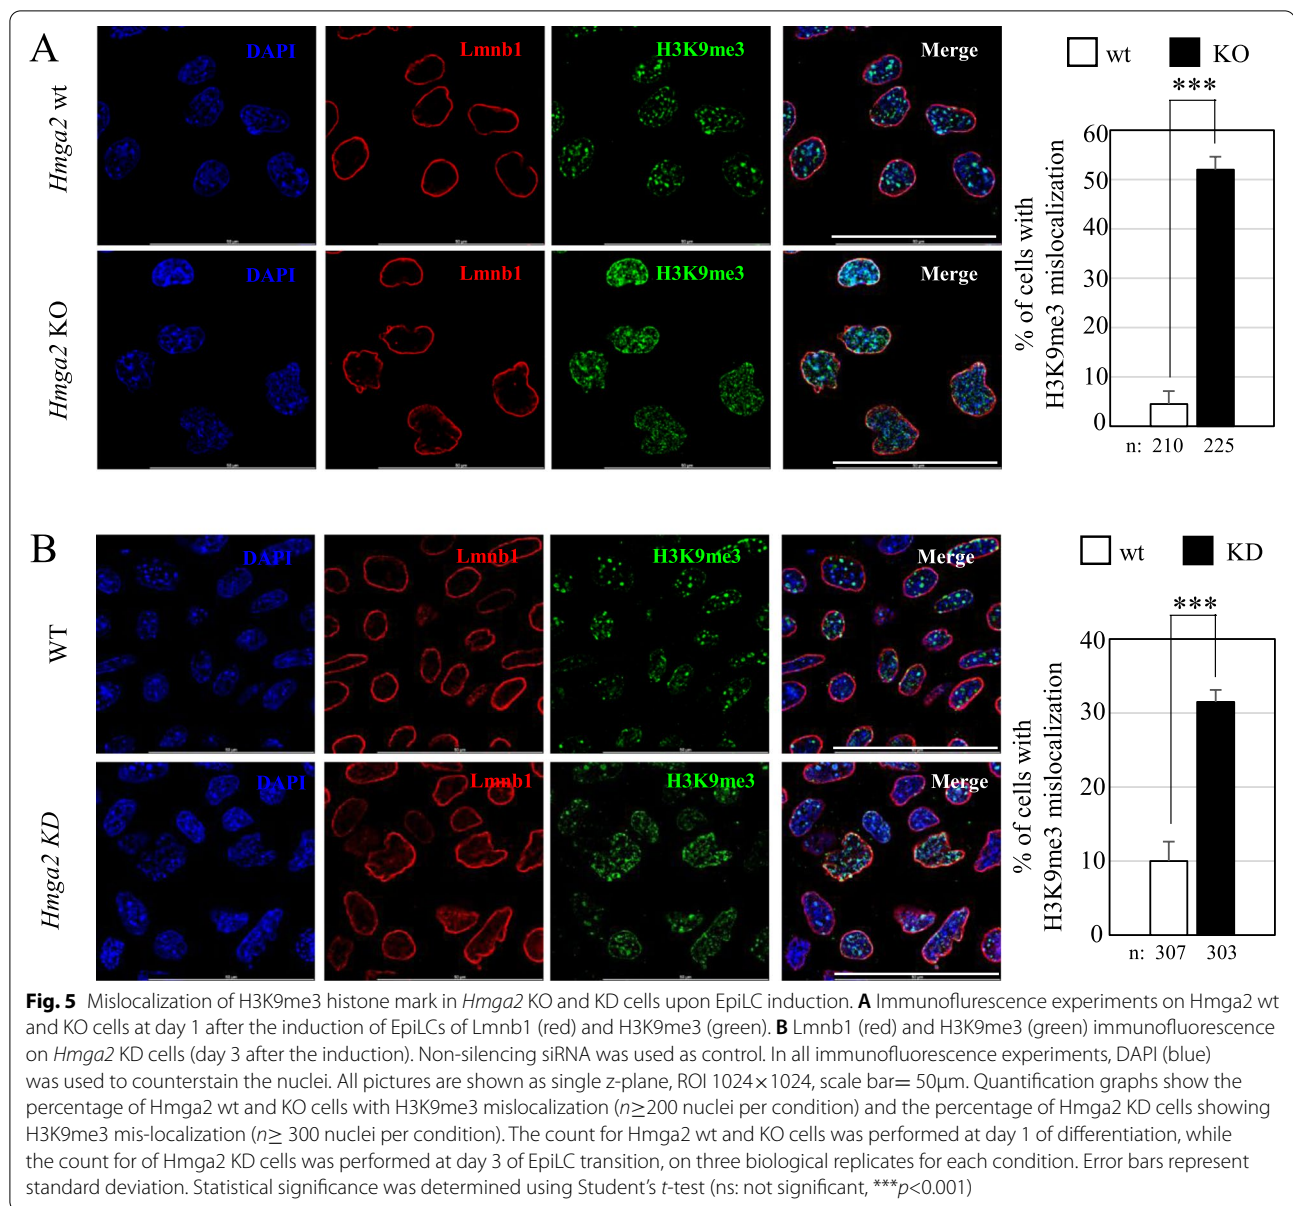 A
DAPI
Lmnb1
H3K9me3
Merge
Hmga2 wt
DAPI
Lmnb1
H3K9me3
Merge
Hmga2 KO
wt KO
***
60
50
40
30
20
10
0
% of cells with
H3K9me3 mislocalization
n: 210 225
B
DAPI
Lmnb1
H3K9me3
Merge
WT
DAPI
Lmnb1
H3K9me3
Merge
Hmga2 KD
wt KD
***
40
30
20
10
0
% of cells with
H3K9me3 mislocalization
n: 307 303
Fig. 5 Mislocalization of H3K9me3 histone mark in Hmga2 KO and KD cells upon EpiLC induction. A Immunoflurescence experiments on Hmga2 wt
and KO cells at day 1 after the induction of EpiLCs of Lmnb1 (red) and H3K9me3 (green). B Lmnb1 (red) and H3K9me3 (green) immunofluorescence
on Hmga2 KD cells (day 3 after the induction). Non-silencing siRNA was used as control. In all immunofluorescence experiments, DAPI (blue)
was used to counterstain the nuclei. All pictures are shown as single z-plane, ROI 1024×1024, scale bar= 50μm. Quantification graphs show the
percentage of Hmga2 wt and KO cells with H3K9me3 mislocalization (n≥200 nuclei per condition) and the percentage of Hmga2 KD cells showing
H3K9me3 mis-localization (n≥ 300 nuclei per condition). The count for Hmga2 wt and KO cells was performed at day 1 of differentiation, while
the count for of Hmga2 KD cells was performed at day 3 of EpiLC transition, on three biological replicates for each condition. Error bars represent
standard deviation. Statistical significance was determined using Student's t-test (ns: not significant, ***p<0.001)